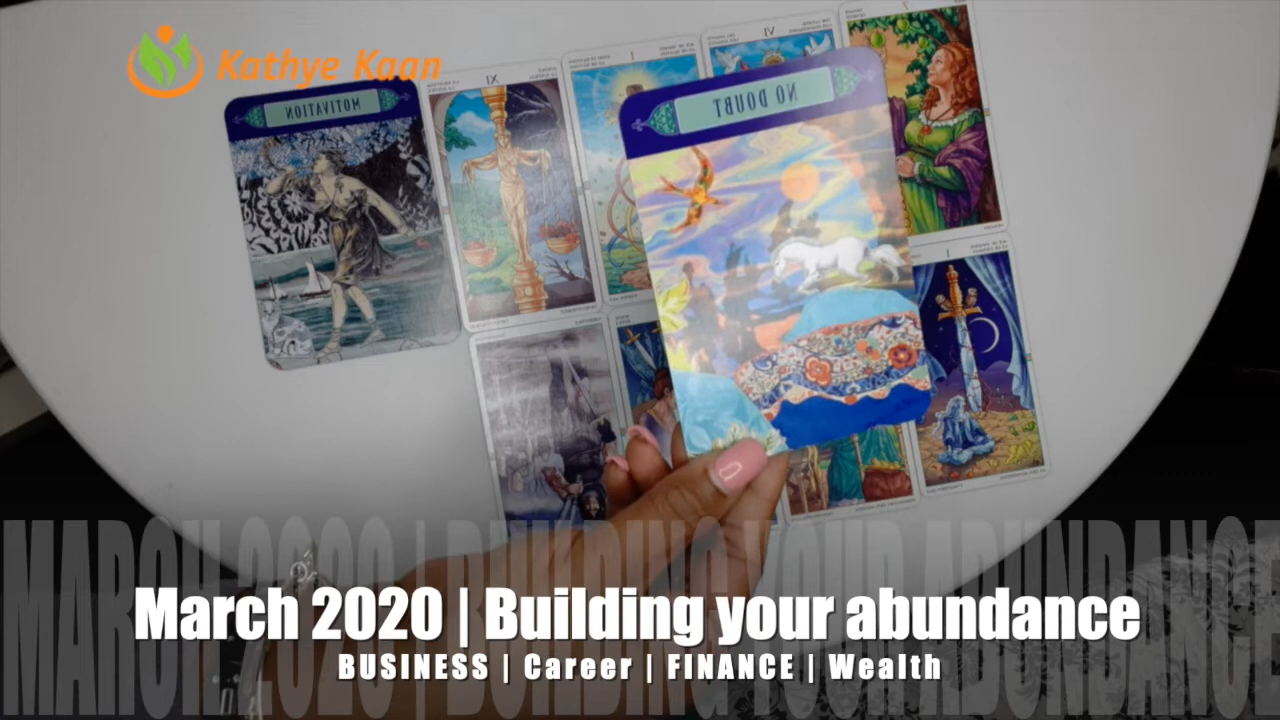 Kathye Kaan
XI
I
VI
7
NO DOUBT
MOTIVATION
I
MARCH 2020 | BUILDING YOUR ABUNDANCE
March 2020 | Building your abundance
BUSINESS | Career | FINANCE | Wealth